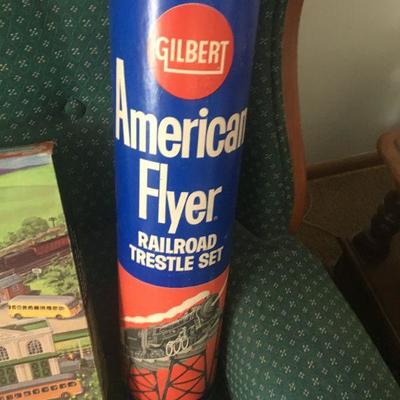 GILBERT
American
Flyer
RAILROAD
TRESTLE SET